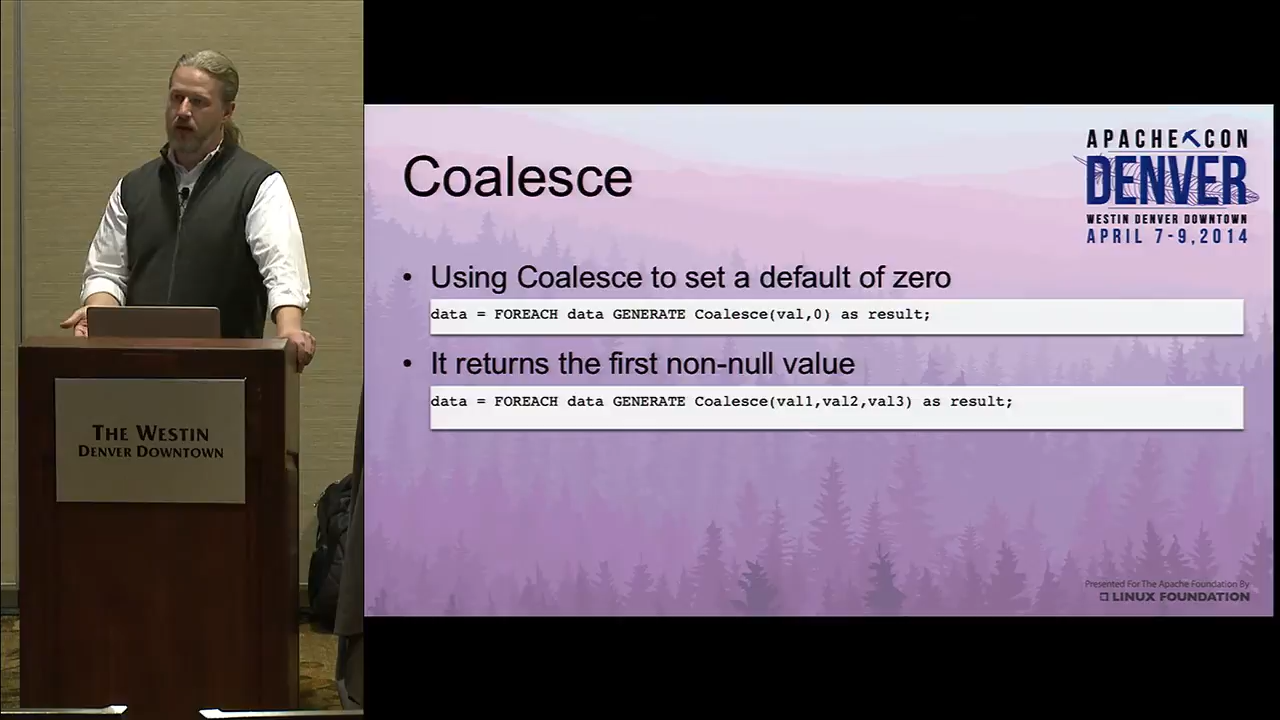 THE WESTIN
DENVER DOWNTOWN
Coalesce
APACHE CON
DENVER
WESTIN DENVER DOWNTOWN
APRIL 7-9,2014
• Using Coalesce to set a default of zero
data = FOREACH data GENERATE Coalesce(val,0) as result;
• It returns the first non-null value
data = FOREACH data GENERATE Coalesce(val1,val2,val3) as result;
Presented For The Apache Foundation By
LINUX FOUNDATION